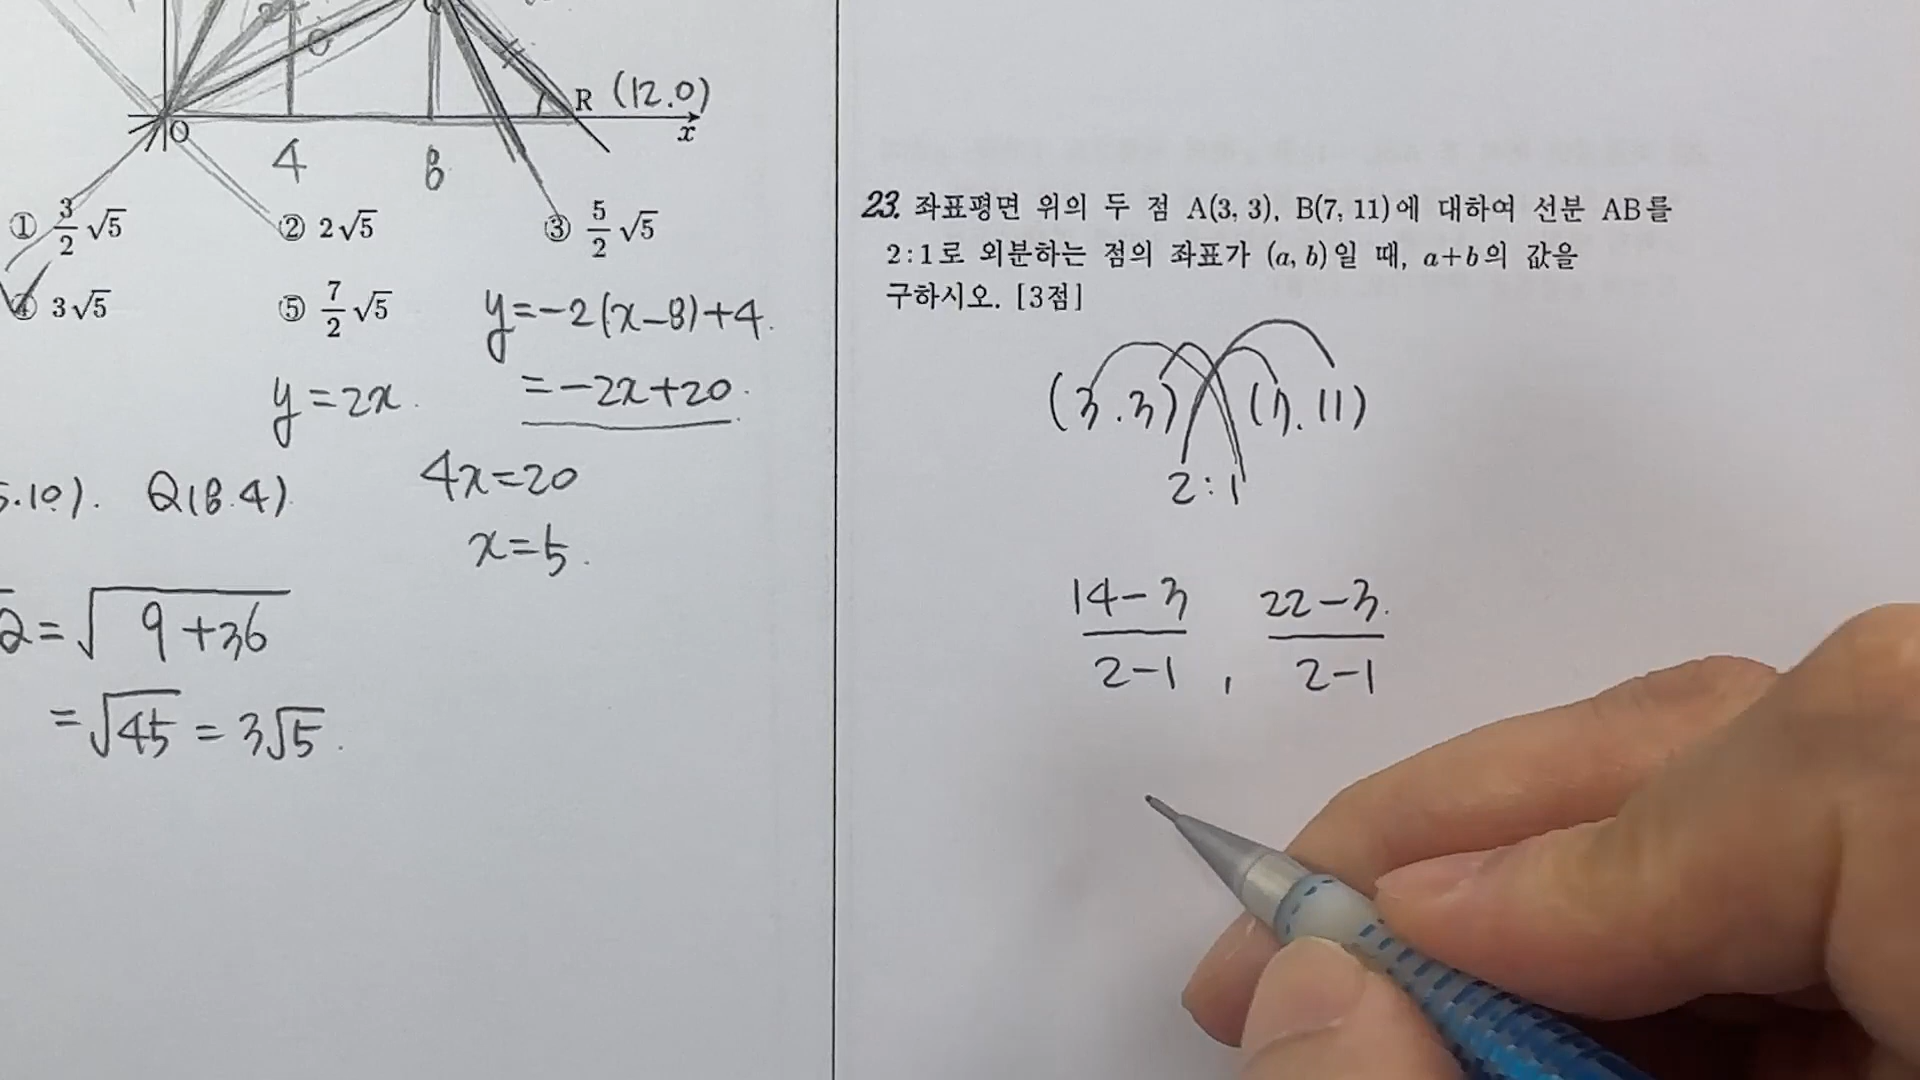 R (12.0)
O
x
4
8
① 3/2 √5 ② 2√5 ③ 5/2 √5
④ 3√5 ⑤ 7/2 √5
y=-2(x-8)+4.
=-2x+20.
y=2x.
4x=20
x=5.
.10). Q(8.4).
Q=√9+36
=√45=3√5.
23. 좌표평면 위의 두 점 A(3, 3), B(7, 11)에 대하여 선분 AB를
2 : 1로 외분하는 점의 좌표가 (a, b)일 때, a+b의 값을
구하시오. [3점]
(3.3) (7.11)
2:1
14-3/2-1 , 22-3./2-1